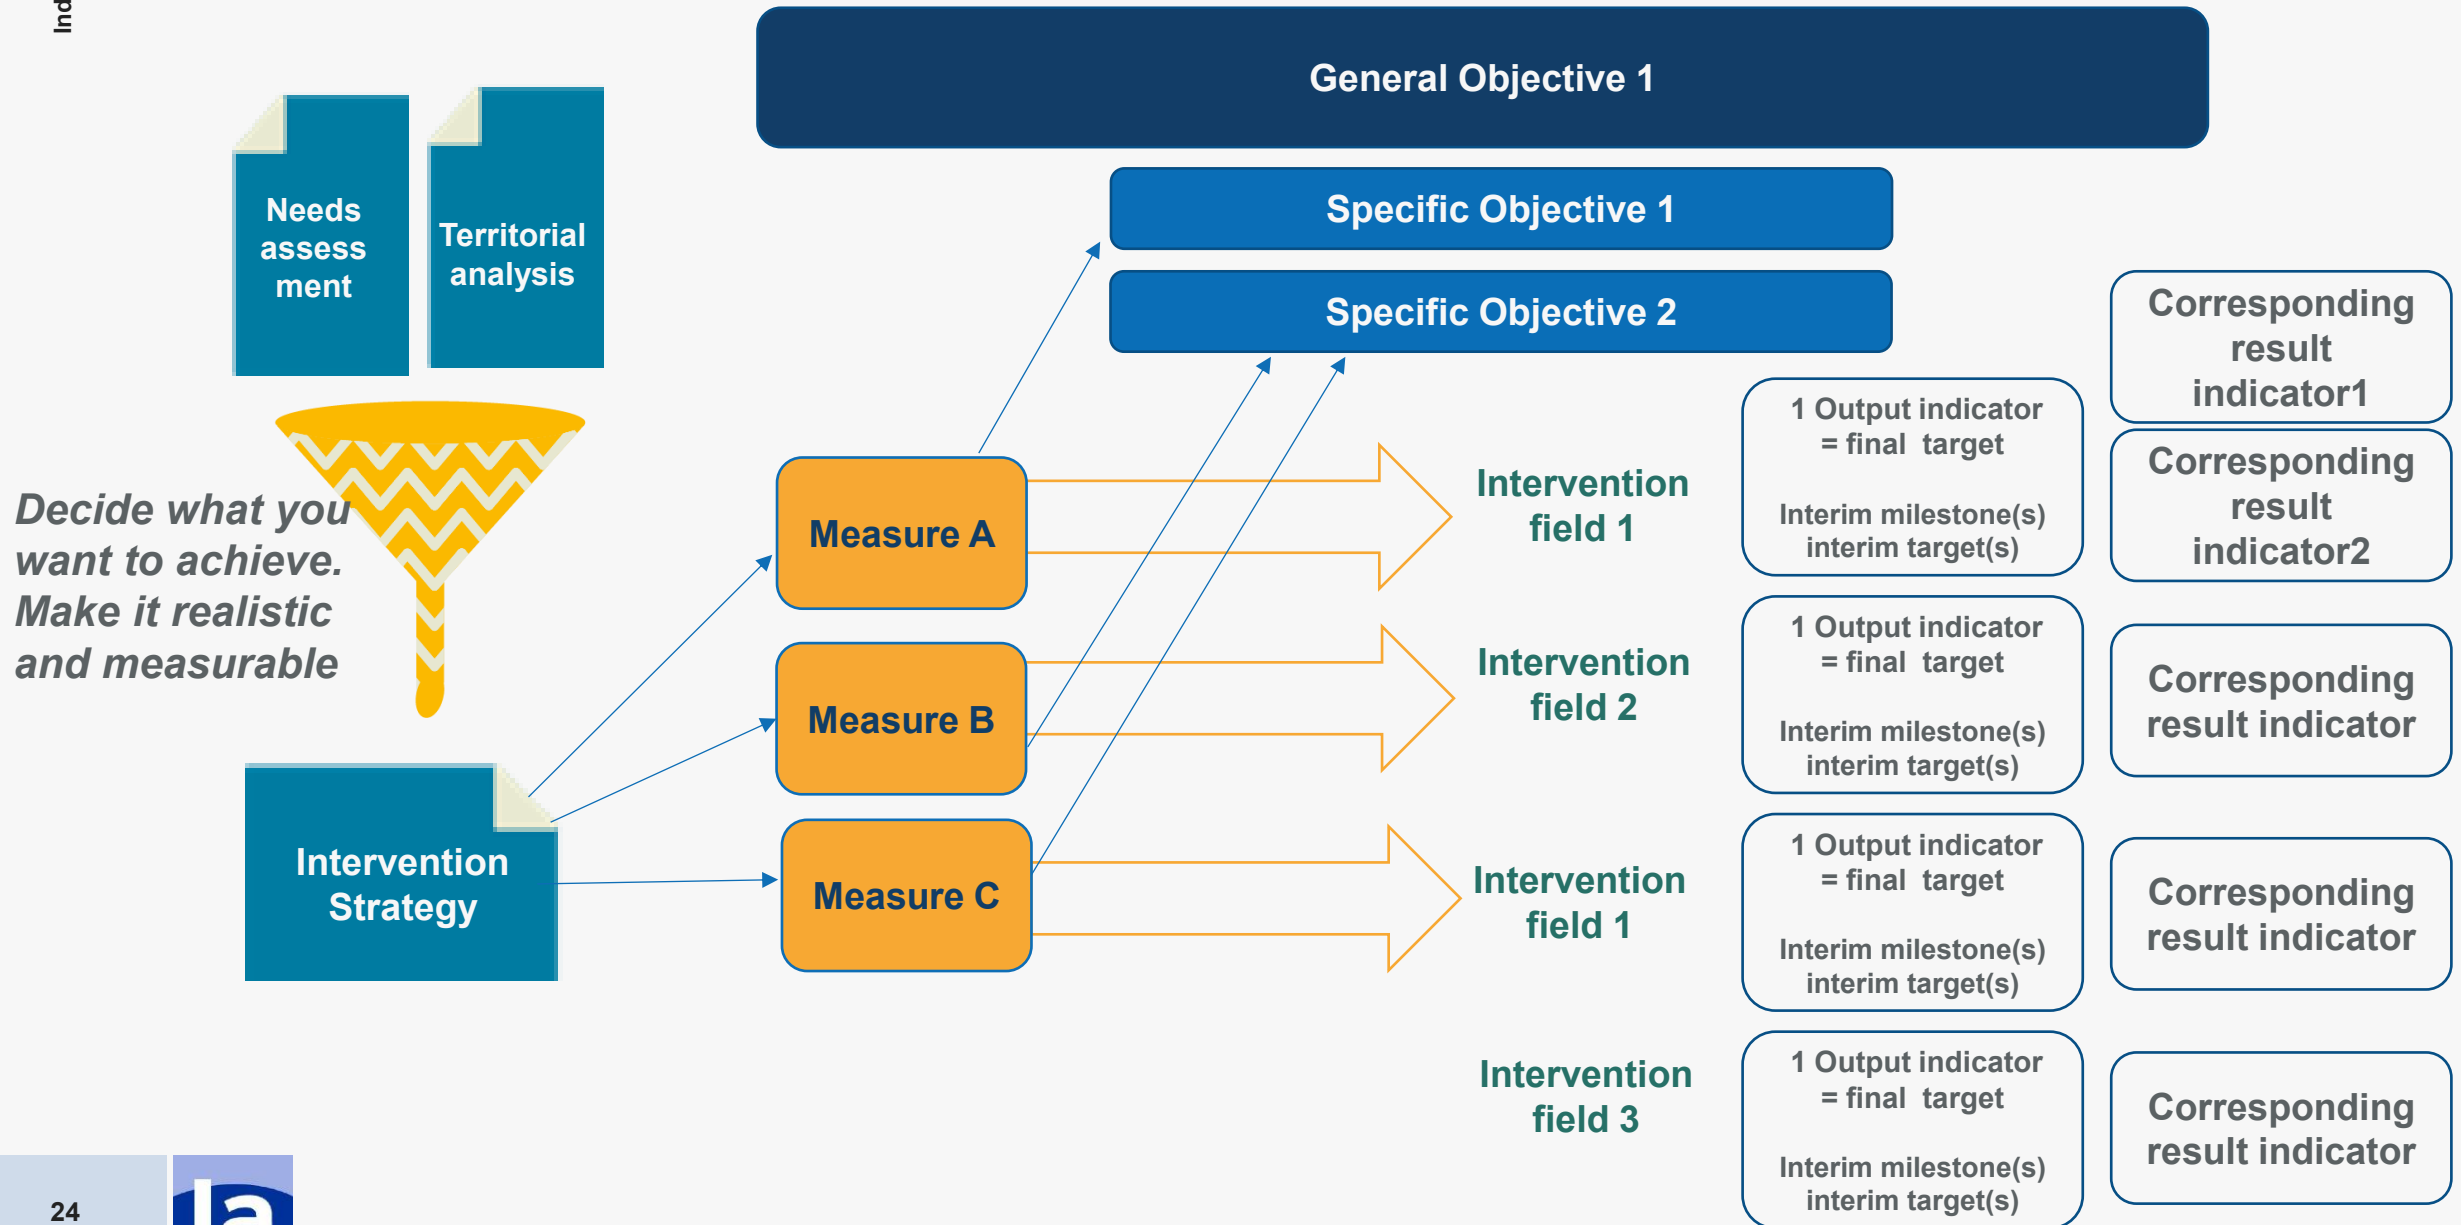 Ind
General Objective 1
Needs
assess
ment
Territorial
analysis
Specific Objective 1
Specific Objective 2
Decide what you
want to achieve.
Make it realistic
and measurable
Intervention
Strategy
Measure A
Intervention
field 1
1 Output indicator
= final target
Interim milestone(s)
interim target(s)
Corresponding
result
indicator1
Corresponding
result
indicator2
Measure B
Intervention
field 2
1 Output indicator
= final target
Interim milestone(s)
interim target(s)
Corresponding
result indicator
Measure C
Intervention
field 1
1 Output indicator
= final target
Interim milestone(s)
interim target(s)
Corresponding
result indicator
Intervention
field 3
1 Output indicator
= final target
Interim milestone(s)
interim target(s)
Corresponding
result indicator
24
la